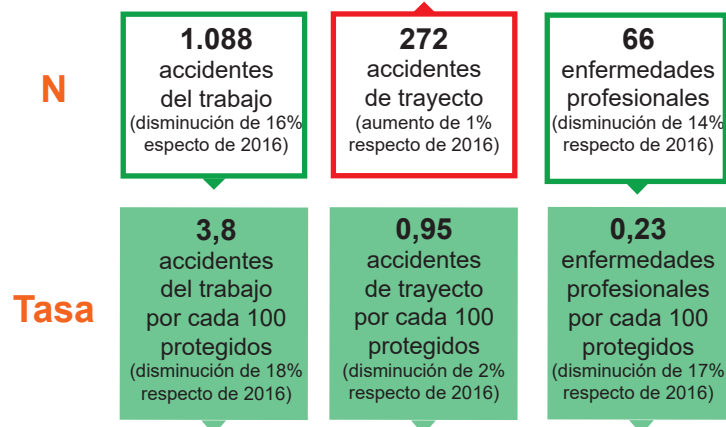 N
1.088
accidentes
del trabajo
(disminución de 16%
especto de 2016)
272
accidentes
de trayecto
(aumento de 1%
respecto de 2016)
66
enfermedades
profesionales
(disminución de 14%
respecto de 2016)
Tasa
3,8
accidentes
del trabajo
por cada 100
protegidos
(disminución de 18%
respecto de 2016)
0,95
accidentes
de trayecto
por cada 100
protegidos
(disminución de 2%
respecto de 2016)
0,23
enfermedades
profesionales
por cada 100
protegidos
(disminución de 17%
respecto de 2016)